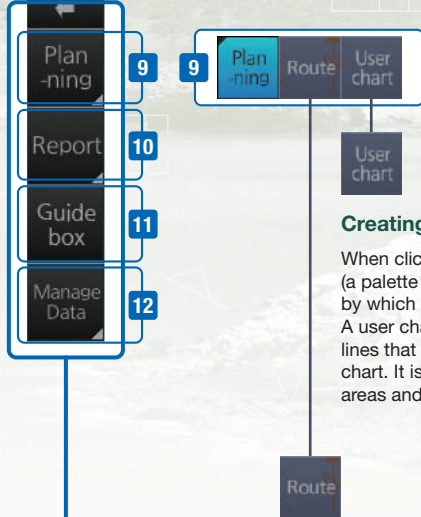 Plan
-ning
9
Report
10
Guide
box
11
Manage
Data
12
9
Plan
-ning
Route
User
chart
User
chart
Creating
When clic
(a palette
by which
A user cha
lines that
chart. It is
areas and
Route